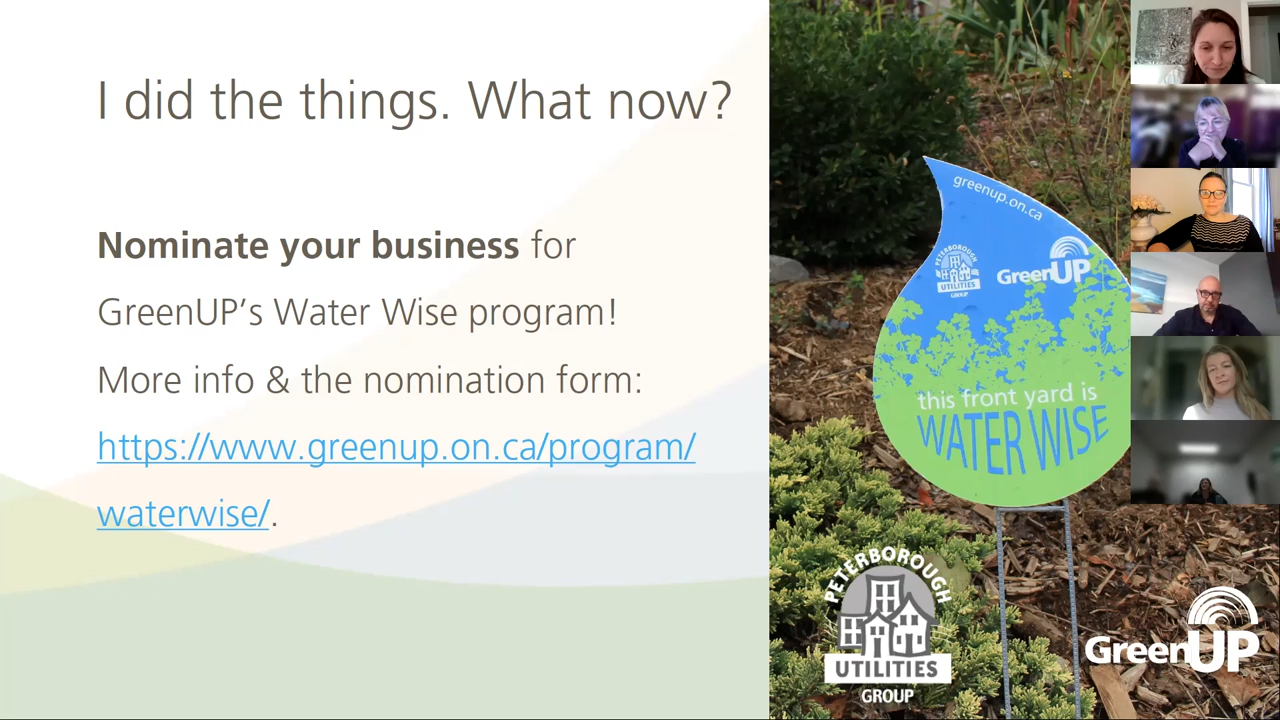 I did the things. What now?
Nominate your business for
GreenUP’s Water Wise program!
More info & the nomination form:
https://www.greenup.on.ca/program/
waterwise/.
greenup.on.ca
PETERBOROUGH
UTILITIES
GROUP
GreenUP
this front yard is
WATER WISE
PETERBOROUGH
UTILITIES
GROUP
GreenUP